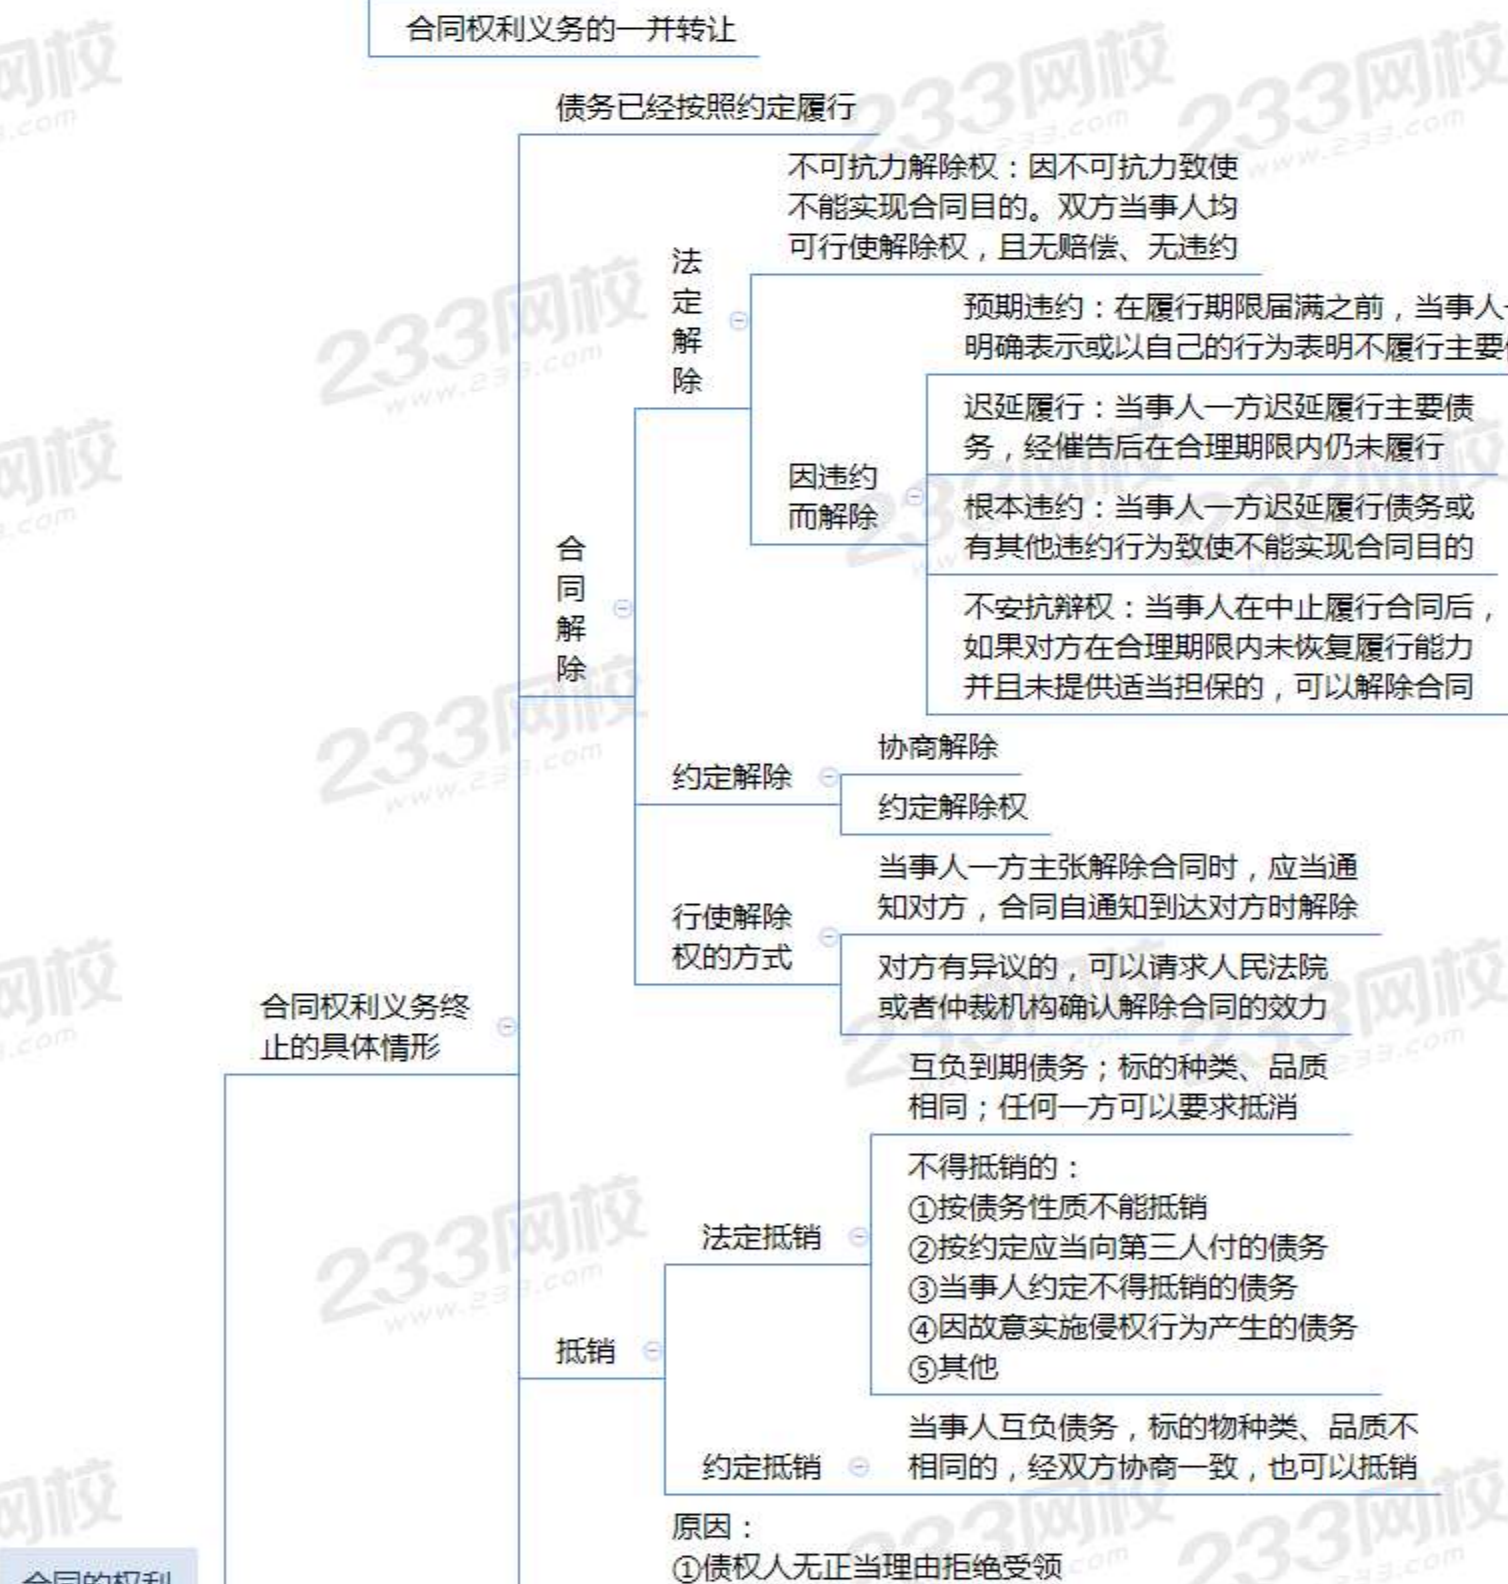 合同权利义务的一并转让
债务已经按照约定履行
不可抗力解除权：因不可抗力致使
不能实现合同目的。双方当事人均
可行使解除权，且无赔偿、无违约
法
定
解
除
预期违约：在履行期限届满之前，当事人
明确表示或以自己的行为表明不履行主要
迟延履行：当事人一方迟延履行主要债
务，经催告后在合理期限内仍未履行
因违约
而解除
根本违约：当事人一方迟延履行债务或
有其他违约行为致使不能实现合同目的
不安抗辩权：当事人在中止履行合同后，
如果对方在合理期限内未恢复履行能力
并且未提供适当担保的，可以解除合同
合
同
解
除
约定解除
协商解除
约定解除权
行使解除
权的方式
当事人一方主张解除合同时，应当通
知对方，合同自通知到达对方时解除
对方有异议的，可以请求人民法院
或者仲裁机构确认解除合同的效力
合同权利义务终
止的具体情形
互负到期债务；标的种类、品质
相同；任何一方可以要求抵消
法定抵销
不得抵销的：
①按债务性质不能抵销
②按约定应当向第三人付的债务
③当事人约定不得抵销的债务
④因故意实施侵权行为产生的债务
⑤其他
抵销
约定抵销
当事人互负债务，标的物种类、品质不
相同的，经双方协商一致，也可以抵销
原因：
①债权人无正当理由拒绝受领
合同的权利
233网校
www.233.com